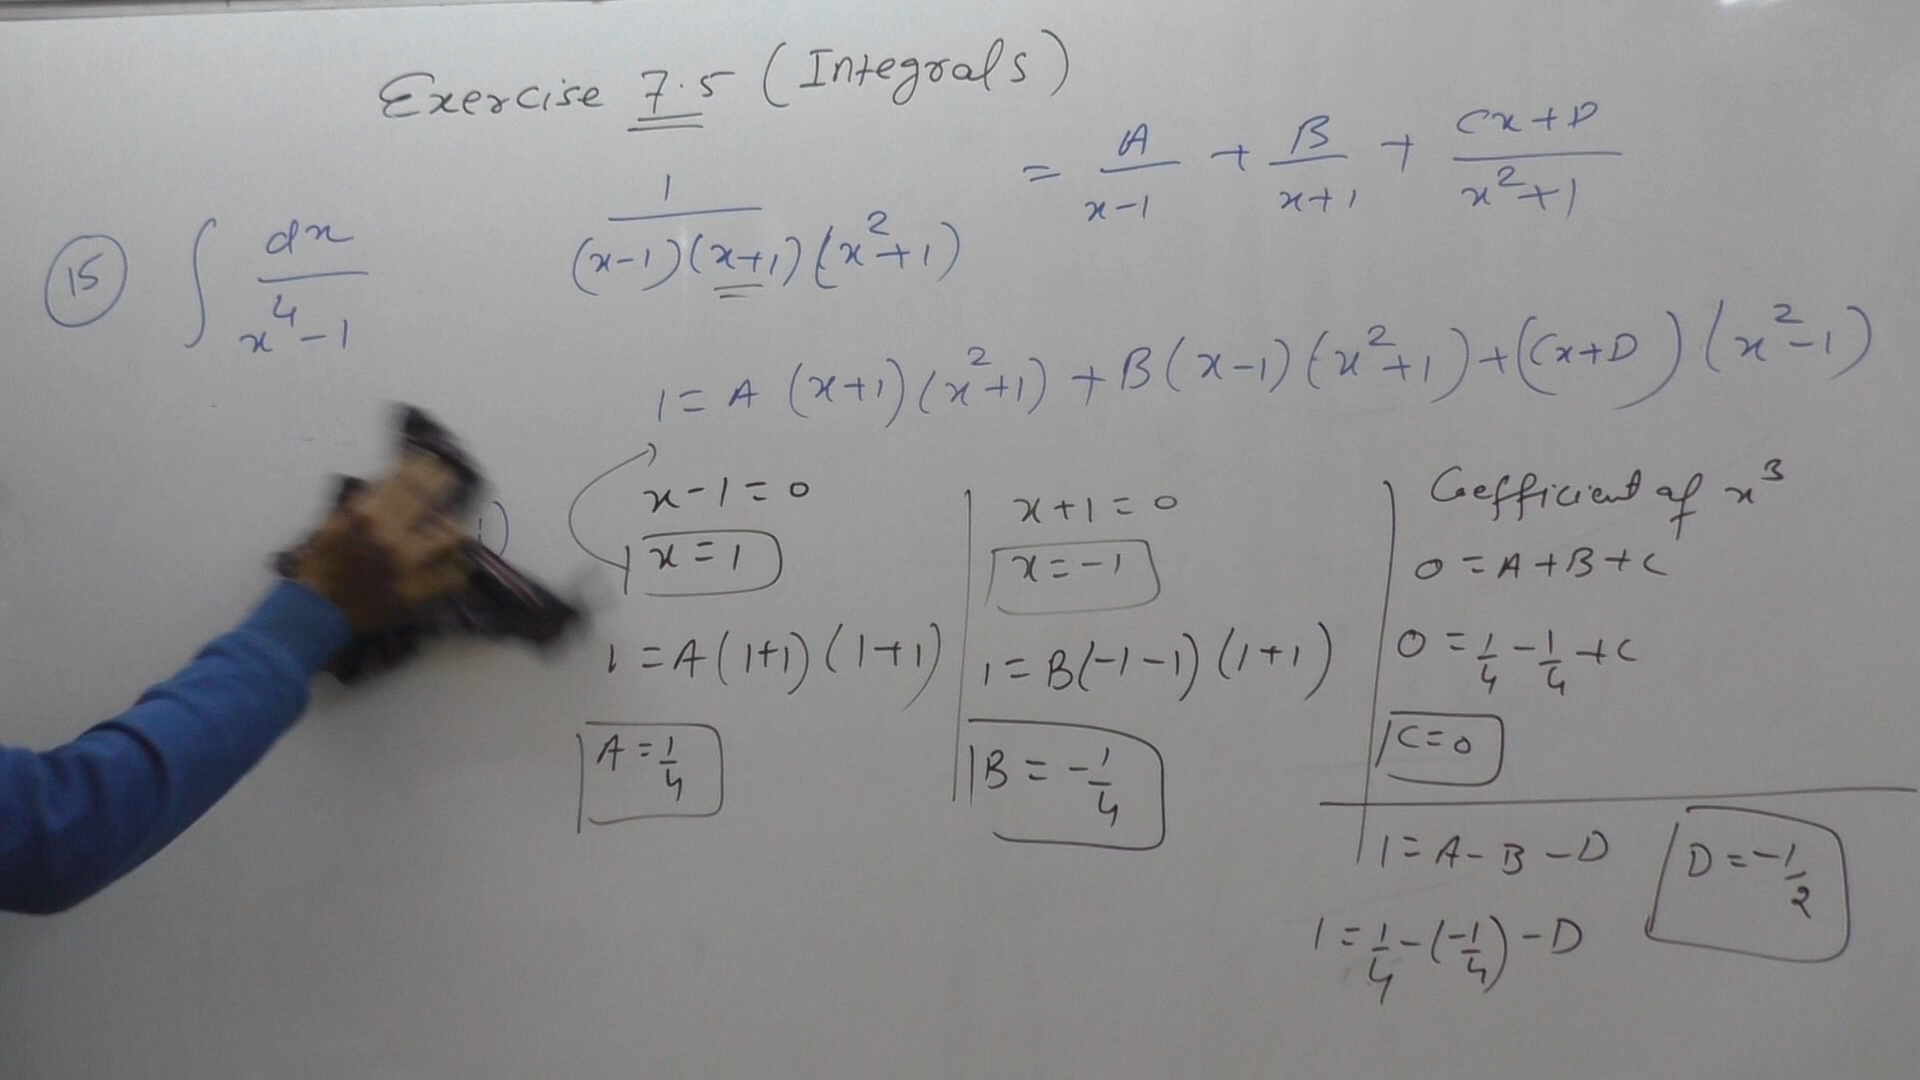 Exercise 7.5 (Integrals)
(15) ∫ dx / (x⁴-1)
1 / ((x-1)(x+1)(x²+1)) = A/(x-1) + B/(x+1) + (Cx+D)/(x²+1)
1 = A(x+1)(x²+1) + B(x-1)(x²+1) + (Cx+D)(x²-1)
x-1=0
x=1
1=A(1+1)(1+1)
A=1/4
x+1=0
x=-1
1=B(-1-1)(1+1)
B=-1/4
Coefficient of x³
0=A+B+C
0=1/4-1/4+C
C=0
1=A-B-D
1=1/4-(-1/4)-D
D=-1/2